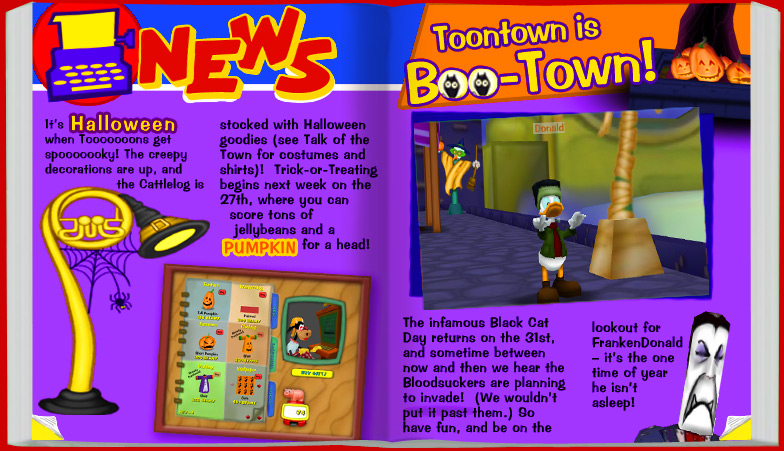 NEWS
It's Halloween
when Tooooooons get
spooooooky! The creepy
decorations are up, and
the Cattlelog is
stocked with Halloween
goodies (see Talk of the
Town for costumes and
shirts)! Trick-or-Treating
begins next week on the
27th, where you can
score tons of
jellybeans and a
PUMPKIN for a head!
BUY GIFTS
Toontown is
Boo-Town!
Donald
The infamous Black Cat
Day returns on the 31st,
and sometime between
now and then we hear the
Bloodsuckers are planning
to invade! (We wouldn't
put it past them.) So
have fun, and be on the
lookout for
FrankenDonald
– it's the one
time of year
he isn't
asleep!